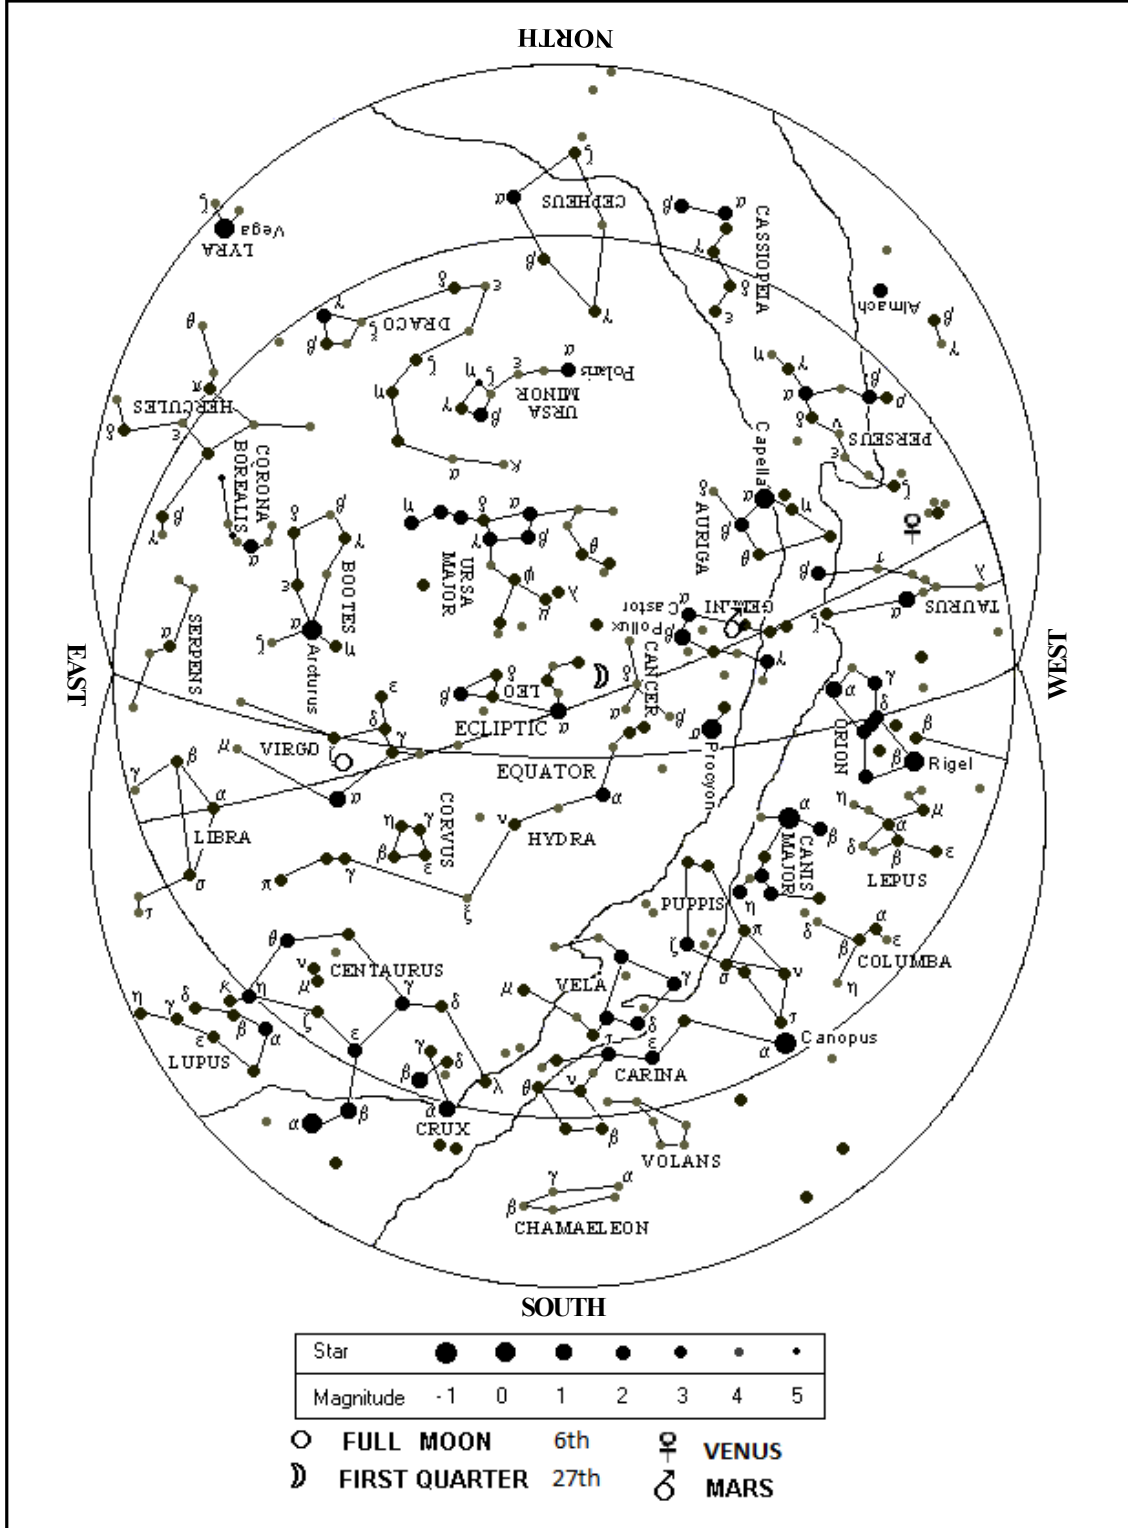 NORTH
ζ
α
CEPHEUS
β
γ
β
α
CASSIOPEIA
γ
δ
ε
ζ
Vega
LYRA
Almach
β
γ
δ
ε
γ
ξ
β
DRACO
ζ
η
α
κ
α
Polaris
ε
ζ
η
URSA
MINOR
γ
β
θ
π
HERCULES
δ
ε
β
γ
CORONA
BOREALIS
α
η
γ
α
β
ρ
δ
ν
PERSEUS
ε
ζ
Capella
δ
α
η
β
AURIGA
θ
δ
β
γ
BOOTES
ε
α
η
ζ
Arcturus
η
δ
α
γ
β
URSA
MAJOR
ψ
μ
λ
θ
τ
β
λ
TAURUS
α
ζ
Castor
α
GEMINI
Pollux
β
γ
SERPENS
α
EAST
WEST
CANCER
δ
α
β
LEO
δ
β
α
ECLIPTIC
EQUATOR
ε
δ
γ
VIRGO
ζ
μ
α
α
Procyon
α
γ
δ
ORION
β
β
Rigel
γ
β
α
LIBRA
σ
τ
CORVUS
η
γ
β
ε
HYDRA
α
ν
γ
π
ξ
α
β
CANIS
MAJOR
η
η
μ
α
δ
β
ε
LEPUS
PUPPIS
π
ζ
σ
ν
τ
δ
α
β
ε
COLUMBA
η
θ
CENTAURUS
ν
μ
κ
η
ζ
γ
δ
ε
λ
VELA
γ
μ
δ
η
γ
δ
β
α
ε
LUPUS
γ
δ
β
α
CRUX
α
β
ε
CARINA
θ
ν
β
α
Canopus
VOLANS
γ
α
β
CHAMAELEON
SOUTH
Star
Magnitude -1 0 1 2 3 4 5
FULL MOON 6th
FIRST QUARTER 27th
VENUS
MARS